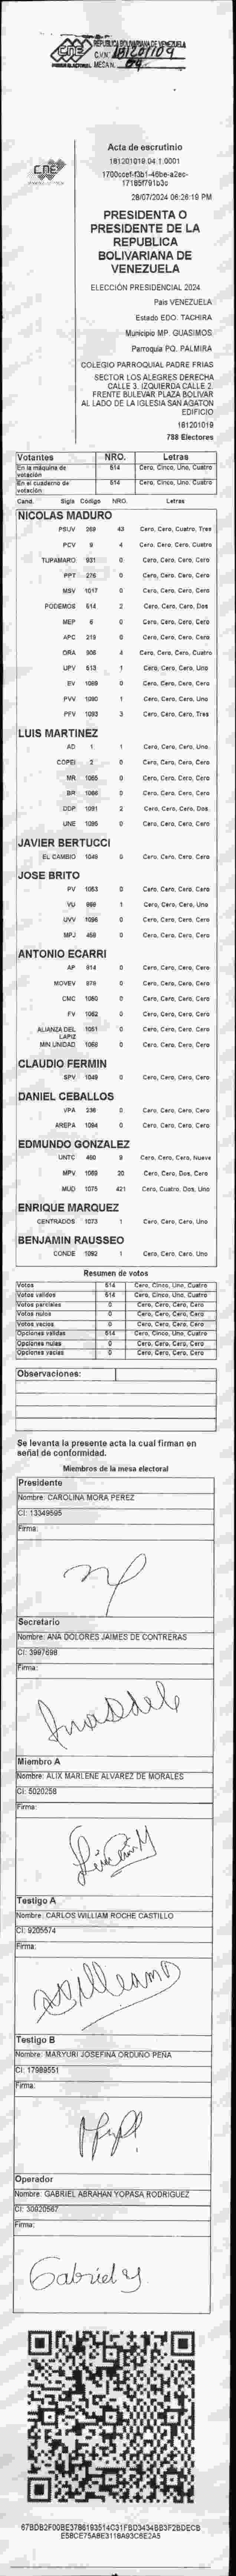 REPUBLICA BOLIVARIANA DE VENEZUELA
CNE
PODER ELECTORAL
MESA N.
04
Acta de escrutinio
181201019.04.1.0001
28/07/2024 06:26:19 PM
PRESIDENTA O
PRESIDENTE DE LA
REPUBLICA
BOLIVARIANA DE
VENEZUELA
ELECCIÓN PRESIDENCIAL 2024
Pais VENEZUELA
Estado EDO. TACHIRA
Municipio MP. GUASIMOS
Parroquia PQ. PALMIRA
COLEGIO PARROQUIAL PADRE FRIAS
SECTOR LOS ALEGRES DERECHA
CALLE 3. IZQUIERDA CALLE 2.
FRENTE BULEVAR PLAZA BOLIVAR
AL LADO DE LA IGLESIA SAN AGATON
EDIFICIO
181201019
788 Electores
Votantes NRO. Letras
En la máquina de votación 514 Cero, Cinco, Uno, Cuatro
En el cuaderno de votación 514 Cero, Cinco, Uno, Cuatro
Cand. Sigla Código NRO. Letras
NICOLAS MADURO
PSUV 269 43 Cero, Cero, Cuatro, Tres
PCV 9 4 Cero, Cero, Cero, Cuatro
TUPAMARO 931 0 Cero, Cero, Cero, Cero
PPT 276 0 Cero, Cero, Cero, Cero
MSV 1017 0 Cero, Cero, Cero, Cero
PODEMOS 514 2 Cero, Cero, Cero, Dos
MEP 6 0 Cero, Cero, Cero, Cero
APC 219 0 Cero, Cero, Cero, Cero
ORA 908 4 Cero, Cero, Cero, Cuatro
UPV 513 1 Cero, Cero, Cero, Uno
EV 1089 0 Cero, Cero, Cero, Cero
PVV 1090 1 Cero, Cero, Cero, Uno
PFV 1093 3 Cero, Cero, Cero, Tres
LUIS MARTINEZ
AD 1 1 Cero, Cero, Cero, Uno
COPEI 2 0 Cero, Cero, Cero, Cero
MR 1065 0 Cero, Cero, Cero, Cero
BR 1066 0 Cero, Cero, Cero, Cero
DDP 1091 2 Cero, Cero, Cero, Dos
UNE 1095 0 Cero, Cero, Cero, Cero
JAVIER BERTUCCI
EL CAMBIO 1049 0 Cero, Cero, Cero, Cero
JOSE BRITO
PV 1053 0 Cero, Cero, Cero, Cero
VU 989 1 Cero, Cero, Cero, Uno
UVV 1096 0 Cero, Cero, Cero, Cero
MPJ 458 0 Cero, Cero, Cero, Cero
ANTONIO ECARRI
AP 914 0 Cero, Cero, Cero, Cero
MOVEV 979 0 Cero, Cero, Cero, Cero
CMC 1050 0 Cero, Cero, Cero, Cero
FV 1052 0 Cero, Cero, Cero, Cero
ALIANZA DEL LAPIZ 1051 0 Cero, Cero, Cero, Cero
MIN UNIDAD 1068 0 Cero, Cero, Cero, Cero
CLAUDIO FERMIN
SPV 1049 0 Cero, Cero, Cero, Cero
DANIEL CEBALLOS
VPA 236 0 Cero, Cero, Cero, Cero
AREPA 1094 0 Cero, Cero, Cero, Cero
EDMUNDO GONZALEZ
UNTC 460 9 Cero, Cero, Cero, Nueve
MPV 1069 20 Cero, Cero, Dos, Cero
MUD 1075 421 Cero, Cuatro, Dos, Uno
ENRIQUE MARQUEZ
CENTRADOS 1073 1 Cero, Cero, Cero, Uno
BENJAMIN RAUSSEO
CONDE 1092 1 Cero, Cero, Cero, Uno
Resumen de votos
Votos 514 Cero, Cinco, Uno, Cuatro
Votos validos 514 Cero, Cinco, Uno, Cuatro
Votos parciales 0 Cero, Cero, Cero, Cero
Votos nulos 0 Cero, Cero, Cero, Cero
Votos vacios 0 Cero, Cero, Cero, Cero
Opciones validas 514 Cero, Cinco, Uno, Cuatro
Opciones nulas 0 Cero, Cero, Cero, Cero
Opciones vacias 0 Cero, Cero, Cero, Cero
Observaciones:
Se levanta la presente acta la cual firman en
señal de conformidad.
Miembros de la mesa electoral
Presidente
Nombre: CAROLINA MORA PEREZ
CI: 13349595
Firma:
Secretario
Nombre: ANA DOLORES JAIMES DE CONTRERAS
CI: 3997698
Firma:
Miembro A
Nombre: ALIX MARLENE ALVAREZ DE MORALES
CI: 5020258
Firma:
Testigo A
Nombre: CARLOS WILLIAM ROCHE CASTILLO
CI: 9205574
Firma:
Testigo B
Nombre: MARYURI JOSEFINA ORDUÑO PEÑA
CI: 17989551
Firma:
Operador
Nombre: GABRIEL ABRAHAN YOPASA RODRIGUEZ
CI: 30920567
Firma:
Gabriel y